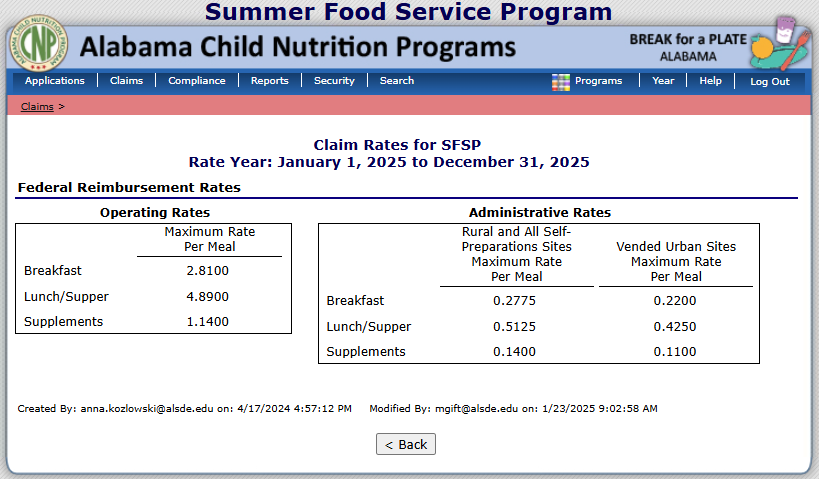 Summer Food Service Program
ALABAMA CHILD NUTRITION PROGRAMS
CNP
Alabama Child Nutrition Programs
BREAK for a PLATE
ALABAMA
Applications Claims Compliance Reports Security Search Programs Year Help Log Out
Claims >
Claim Rates for SFSP
Rate Year: January 1, 2025 to December 31, 2025
Federal Reimbursement Rates
Operating Rates
Maximum Rate
Per Meal
Breakfast 2.8100
Lunch/Supper 4.8900
Supplements 1.1400
Administrative Rates
Rural and All Self-
Preparations Sites
Maximum Rate
Per Meal
Vended Urban Sites
Maximum Rate
Per Meal
Breakfast 0.2775 0.2200
Lunch/Supper 0.5125 0.4250
Supplements 0.1400 0.1100
Created By: anna.kozlowski@alsde.edu on: 4/17/2024 4:57:12 PM Modified By: mgift@alsde.edu on: 1/23/2025 9:02:58 AM
< Back